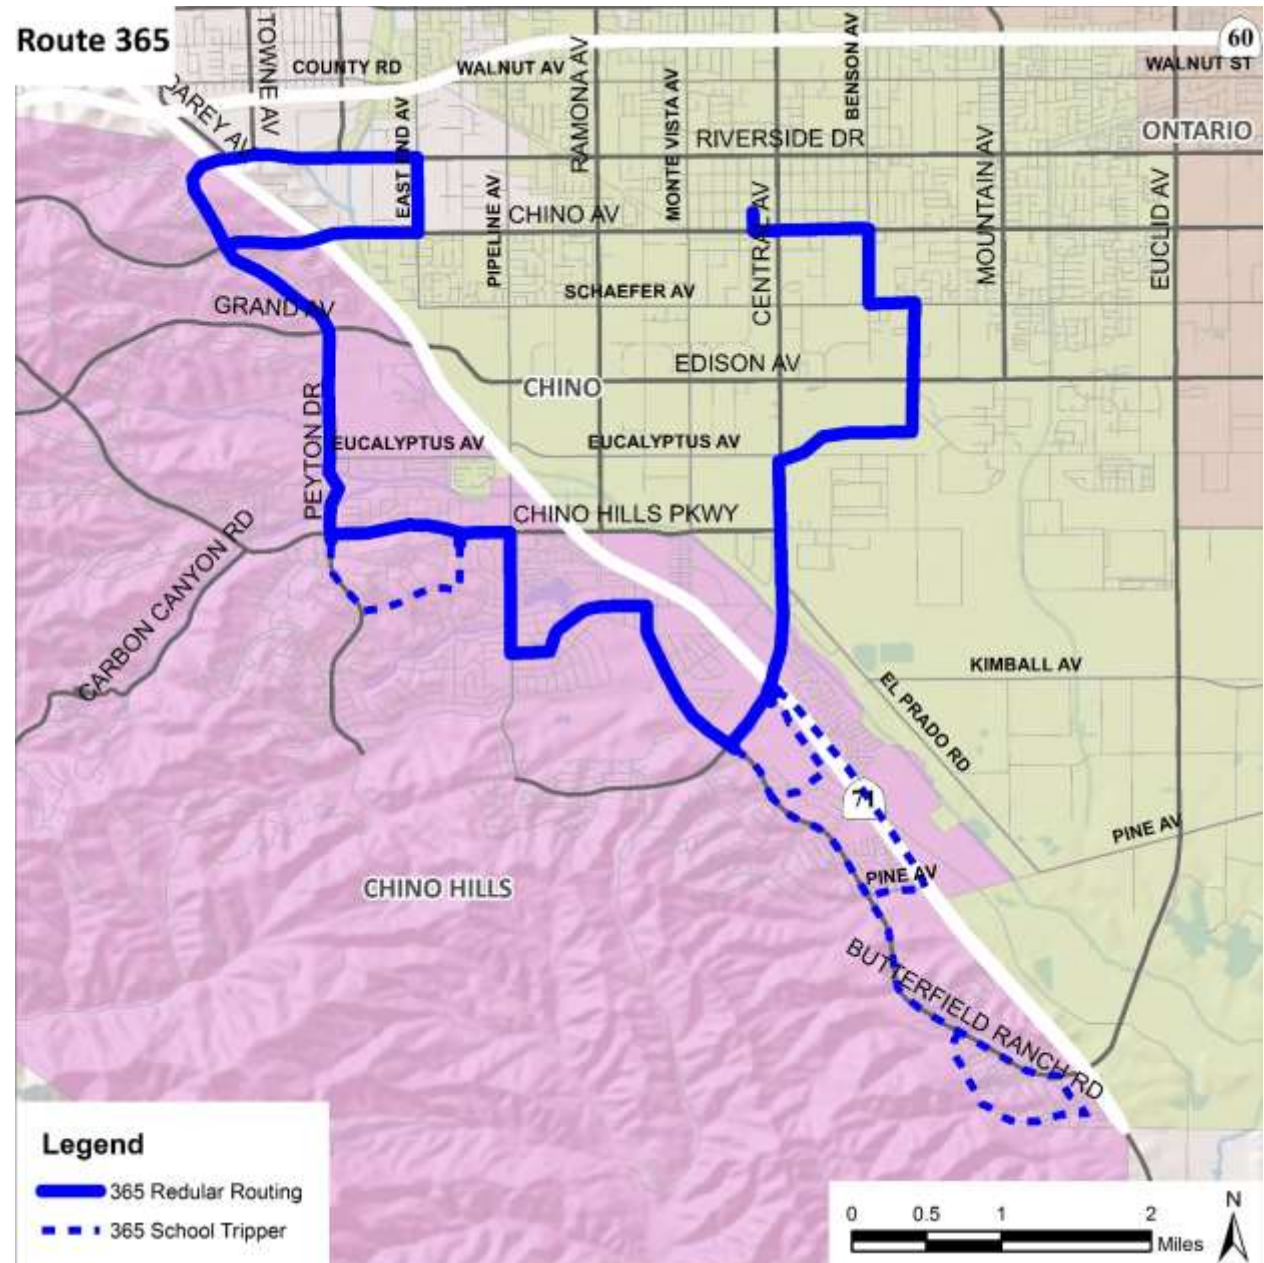 Route 365
60
COUNTY RD
WALNUT AV
WALNUT ST
TOWNE AV
DAREY AV
EAST END AV
RAMONA AV
MONTE VISTA AV
BENSON AV
RIVERSIDE DR
ONTARIO
MOUNTAIN AV
EUCLID AV
PIPELINE AV
CHINO AV
CENTRAL AV
SCHAEFER AV
GRAND AV
EDISON AV
CHINO
PEYTON DR
EUCALYPTUS AV
EUCALYPTUS AV
CHINO HILLS PKWY
CARBON CANYON RD
KIMBALL AV
EL PRADO RD
71
PINE AV
PINE AV
CHINO HILLS
BUTTERFIELD RANCH RD
Legend
365 Redular Routing
365 School Tripper
N
0 0.5 1 2
Miles